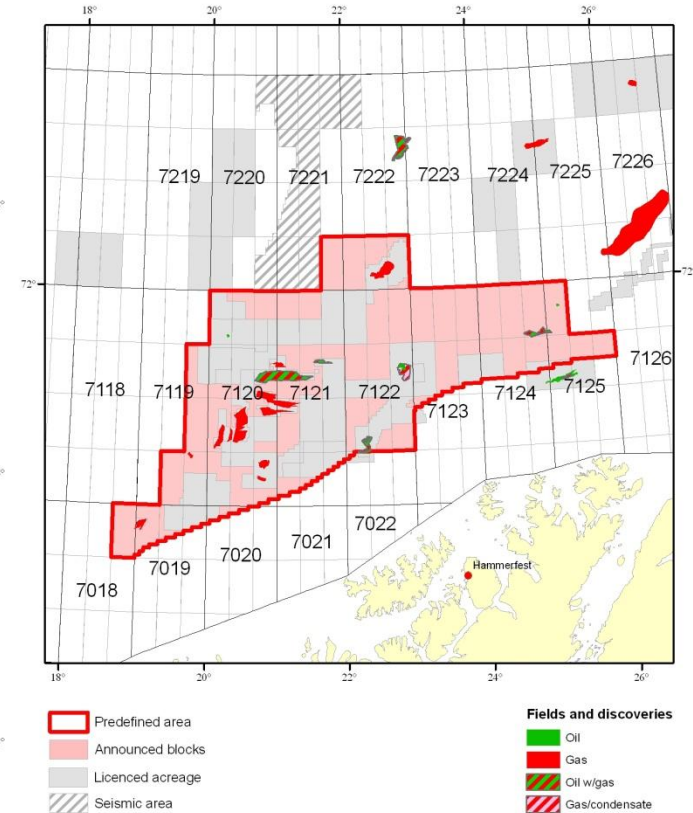 18° 20° 22° 24° 26°
7219 7220 7221 7222 7223 7224 7225 7226
72° 72°
7118 7119 7120 7121 7122 7123 7124 7125 7126
7018 7019 7020 7021 7022
Hammerfest
18° 20° 22° 24° 26°
Predefined area
Announced blocks
Licenced acreage
Seismic area
Fields and discoveries
Oil
Gas
Oil w/gas
Gas/condensate